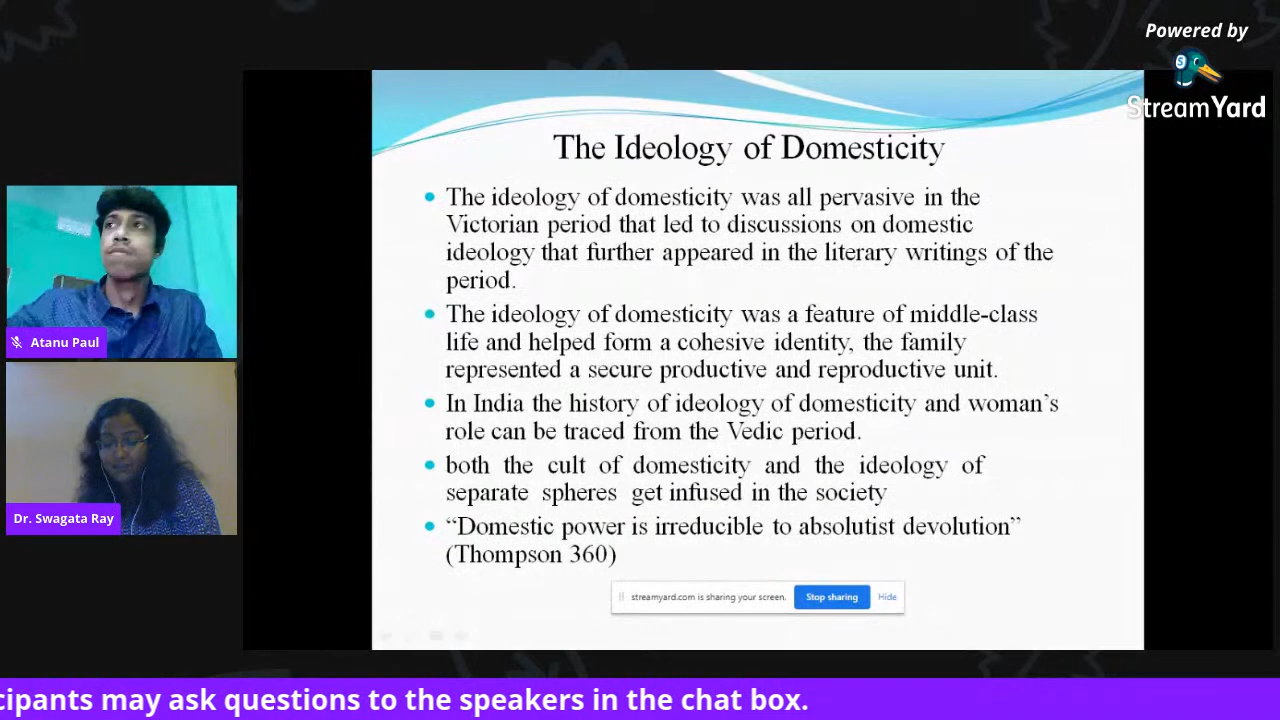 Powered by
StreamYard
The Ideology of Domesticity
The ideology of domesticity was all pervasive in the
Victorian period that led to discussions on domestic
ideology that further appeared in the literary writings of the
period.
The ideology of domesticity was a feature of middle-class
life and helped form a cohesive identity, the family
represented a secure productive and reproductive unit.
In India the history of ideology of domesticity and woman's
role can be traced from the Vedic period.
both the cult of domesticity and the ideology of
separate spheres get infused in the society
“Domestic power is irreducible to absolutist devolution”
(Thompson 360)
streamyard.com is sharing your screen. Stop sharing Hide
Atanu Paul
Dr. Swagata Ray
cipants may ask questions to the speakers in the chat box.